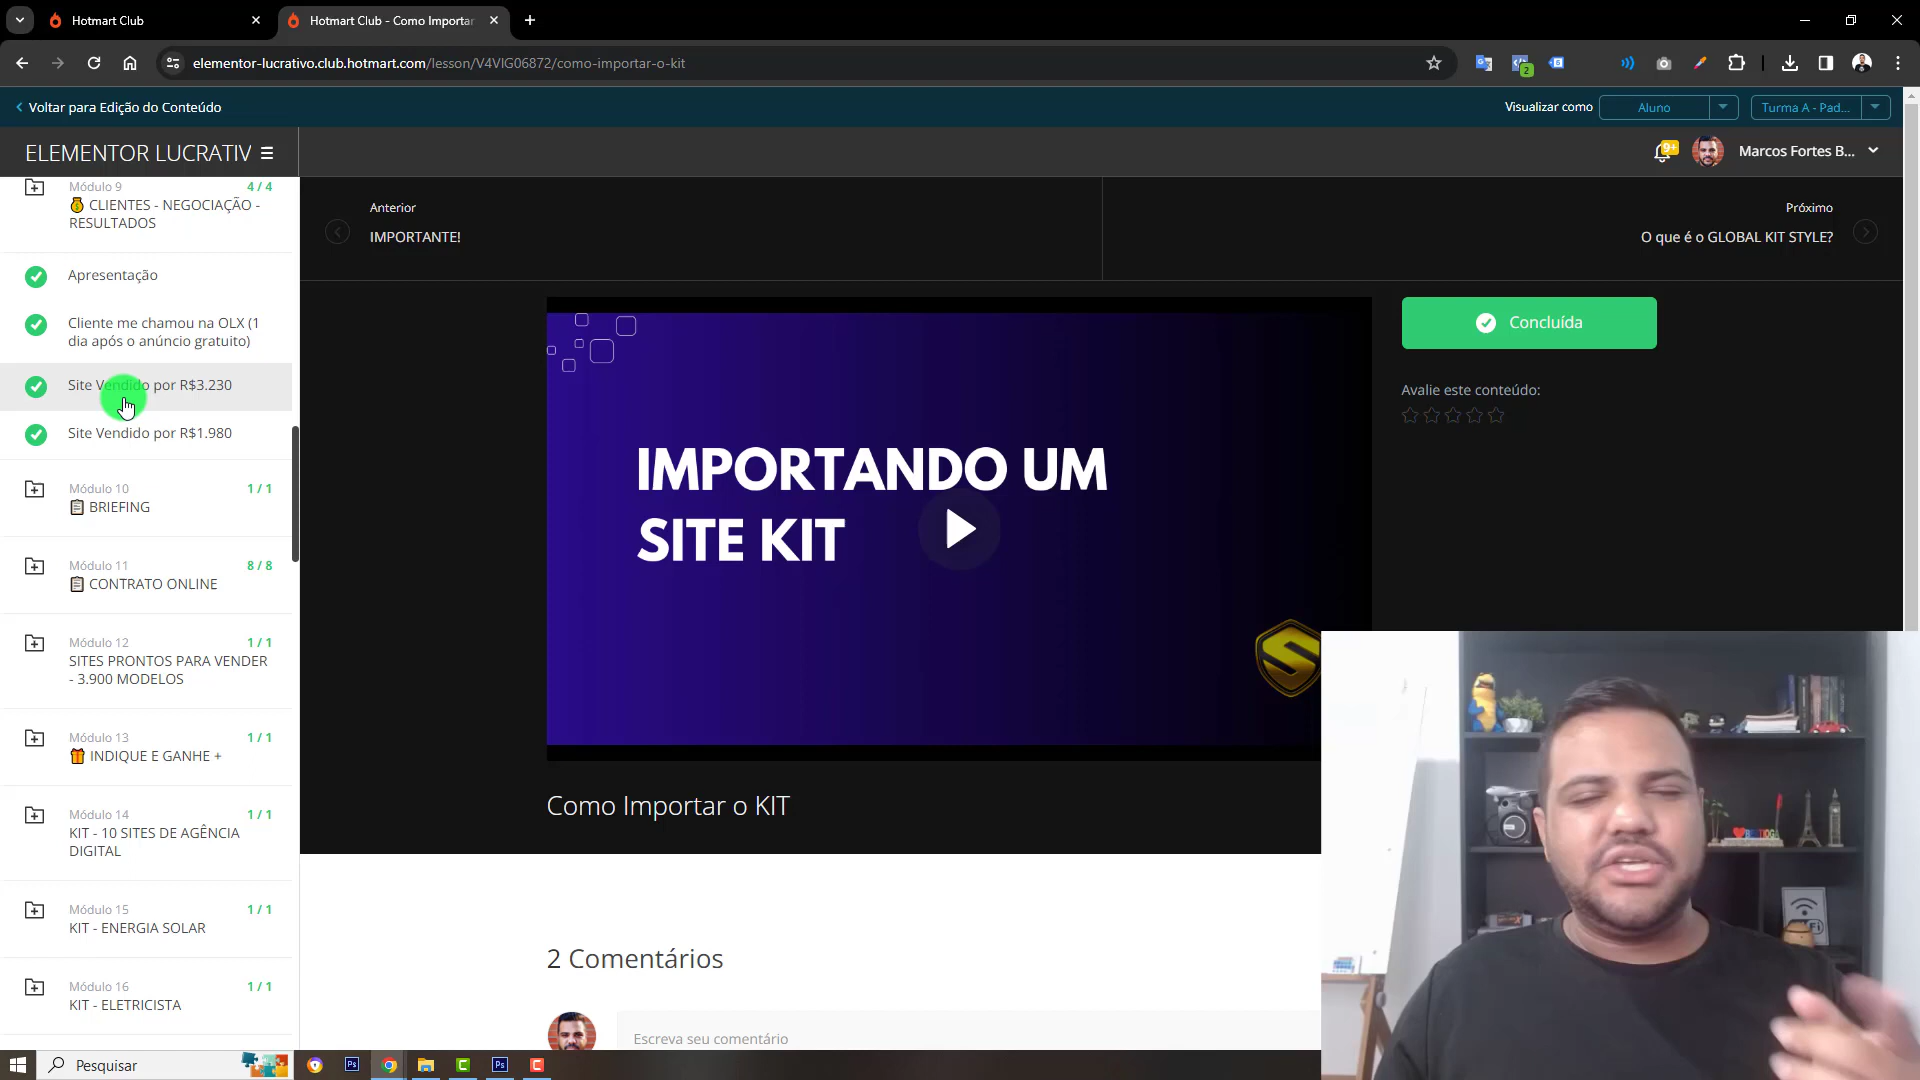 Hotmart Club
Hotmart Club - Como Importar
elementor-lucrativo.club.hotmart.com/lesson/V4VIG06872/como-importar-o-kit
2
Voltar para Edição do Conteúdo
Visualizar como
Aluno
Turma A - Pad...
ELEMENTOR LUCRATIV
9+
Marcos Fortes B...
Módulo 9
4 / 4
CLIENTES - NEGOCIAÇÃO -
RESULTADOS
Apresentação
Cliente me chamou na OLX (1
dia após o anúncio gratuito)
Site Vendido por R$3.230
Site Vendido por R$1.980
Módulo 10
1 / 1
BRIEFING
Módulo 11
8 / 8
CONTRATO ONLINE
Módulo 12
1 / 1
SITES PRONTOS PARA VENDER
- 3.900 MODELOS
Módulo 13
1 / 1
INDIQUE E GANHE +
Módulo 14
1 / 1
KIT - 10 SITES DE AGÊNCIA
DIGITAL
Módulo 15
1 / 1
KIT - ENERGIA SOLAR
Módulo 16
1 / 1
KIT - ELETRICISTA
Anterior
IMPORTANTE!
Próximo
O que é o GLOBAL KIT STYLE?
IMPORTANDO UM
SITE KIT
S
Concluída
Avalie este conteúdo:
Como Importar o KIT
2 Comentários
Escreva seu comentário
Pesquisar
Ps
Ps